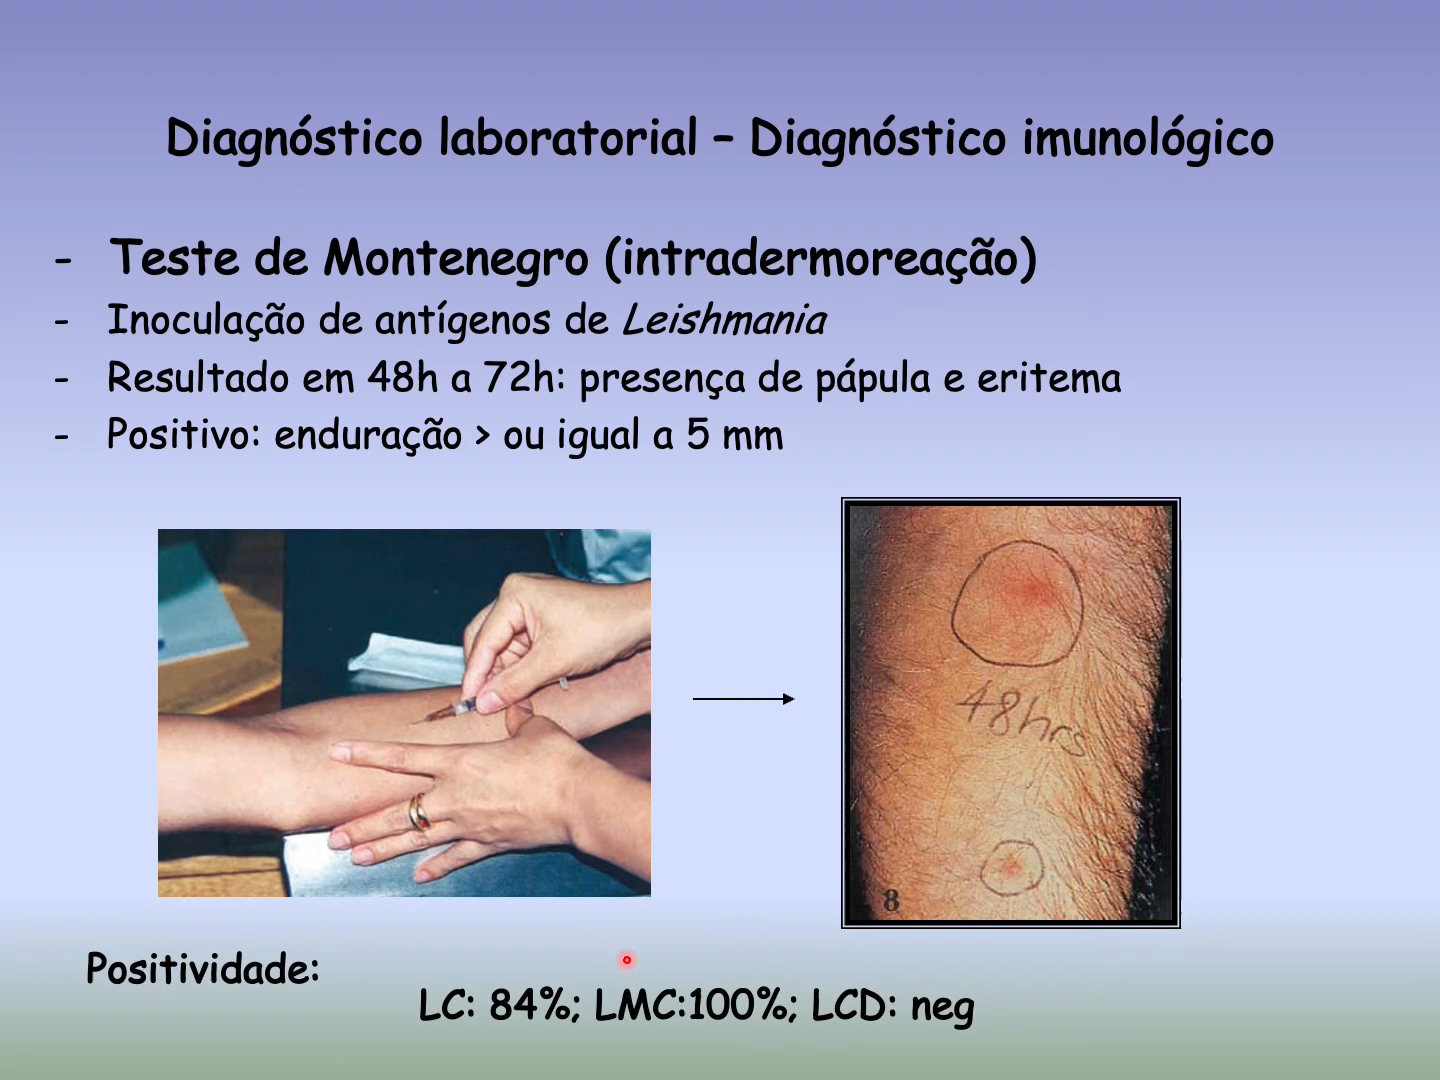 Diagnóstico laboratorial – Diagnóstico imunológico
- Teste de Montenegro (intradermoreação)
- Inoculação de antígenos de Leishmania
- Resultado em 48h a 72h: presença de pápula e eritema
- Positivo: enduração > ou igual a 5 mm
48hrs
8
Positividade:
LC: 84%; LMC:100%; LCD: neg